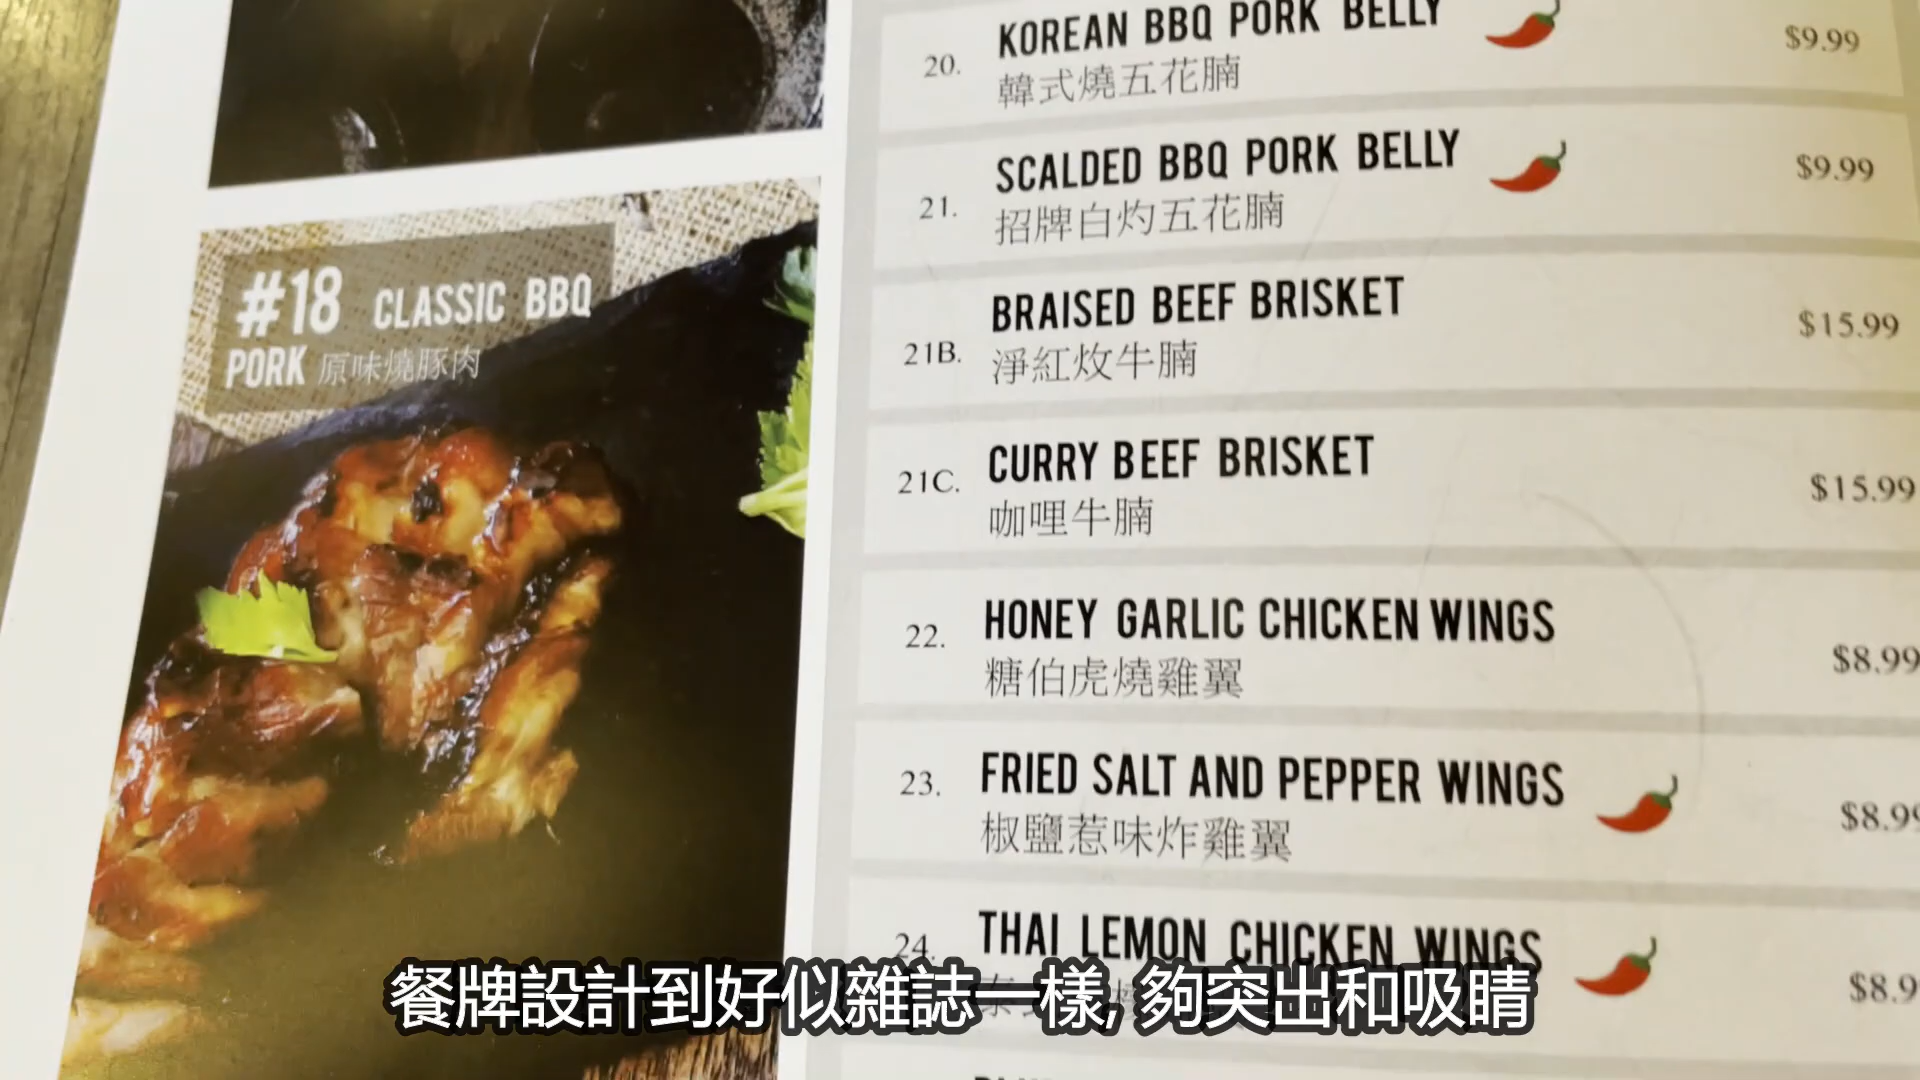 20. KOREAN BBQ PORK BELLY $9.99
韓式燒五花腩
21. SCALDED BBQ PORK BELLY $9.99
招牌白灼五花腩
#18 CLASSIC BBQ
PORK 原味燒豚肉
21B. BRAISED BEEF BRISKET $15.99
淨紅炆牛腩
21C. CURRY BEEF BRISKET $15.99
咖哩牛腩
22. HONEY GARLIC CHICKEN WINGS $8.99
糖伯虎燒雞翼
23. FRIED SALT AND PEPPER WINGS $8.99
椒鹽惹味炸雞翼
24. THAI LEMON CHICKEN WINGS $8.9
餐牌設計到好似雜誌一樣, 夠突出和吸睛